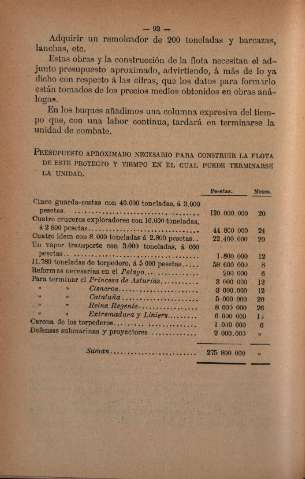 — 93 —
Adquirir un remolcador de 200 toneladas y barcazas,
lanchas, etc.
Estas obras y la construcción de la flota necesitan el ad-
junto presupuesto aproximado, advirtiendo, á más de lo ya
dicho con respecto á las cifras, que los datos para formarlo
están tomados de los precios medios obtenidos en obras aná-
logas.
En los buques añadimos una columna expresiva del tiem-
po que, con una labor continua, tardará en terminarse la
unidad de combate.
PRESUPUESTO APROXIMADO NECESARIO PARA CONSTRUIR LA FLOTA
DE ESTE PROYECTO Y TIEMPO EN EL CUAL PUEDE TERMINARSE
LA UNIDAD.
Pesetas. Meses.
Cinco guarda-costas con 40.000 toneladas, á 3.000
pesetas 120 000 000 20
Cuatro cruceros exploradores con 16.000 toneladas,
á 2 800 pesetas 44 800 000 24
Cuatro idem con 8 000 toneladas á 2.800 pesetas 22.400 000 20
Un vapor transporte con 3.000 toneladas, á 600
pesetas 1.800 000 12
11.780 toneladas de torpedero, á 5 000 pesetas 58 600 000 8
Reformas necesarias en el Pelayo 200 000 6
Para terminar el Princesa de Asturias 3 000 000 12
» » Cisneros 3 000.000 12
» » Cataluña 5 000 000 20
» » Reina Regente 8 000 000 26
» » Extremadura y Liniers 6 000 000
Carena de los torpederos 1 000 000 6
Defensas submarinas y proyectores 2 000.000 »
Suman 275 800 000 »